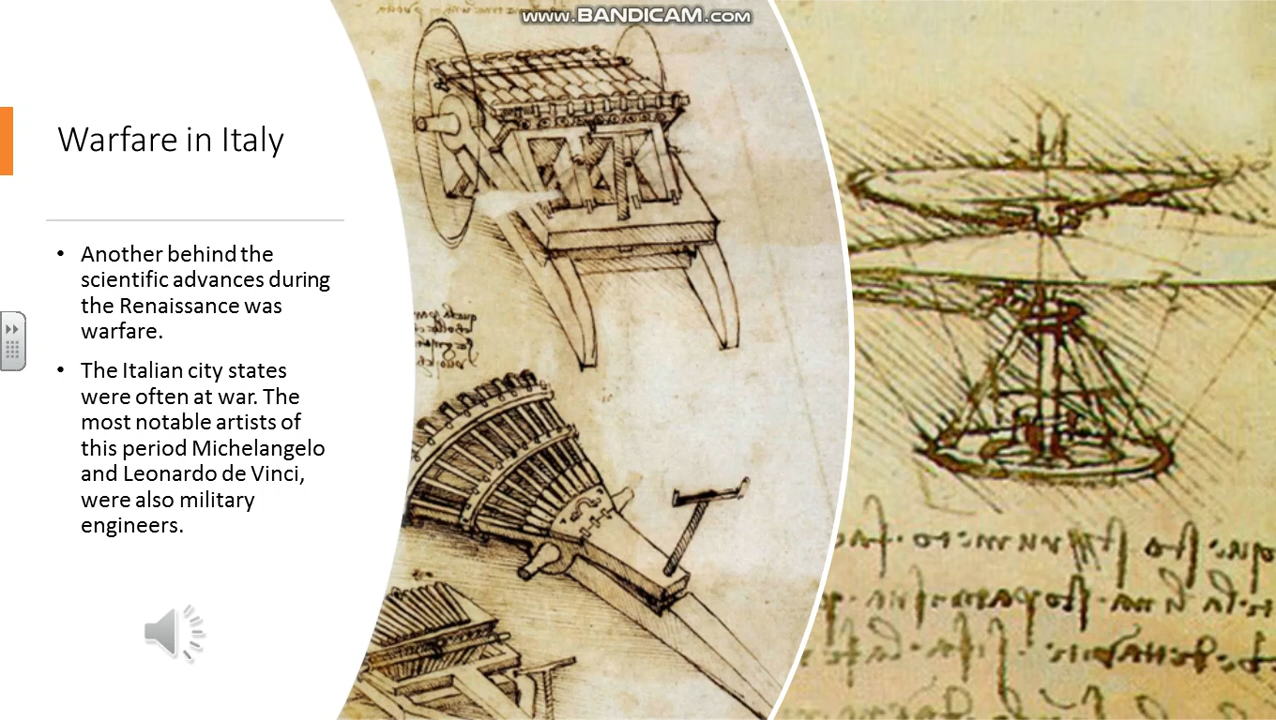 www.BANDICAM.com
Warfare in Italy
• Another behind the
scientific advances during
the Renaissance was
warfare.
• The Italian city states
were often at war. The
most notable artists of
this period Michelangelo
and Leonardo de Vinci,
were also military
engineers.